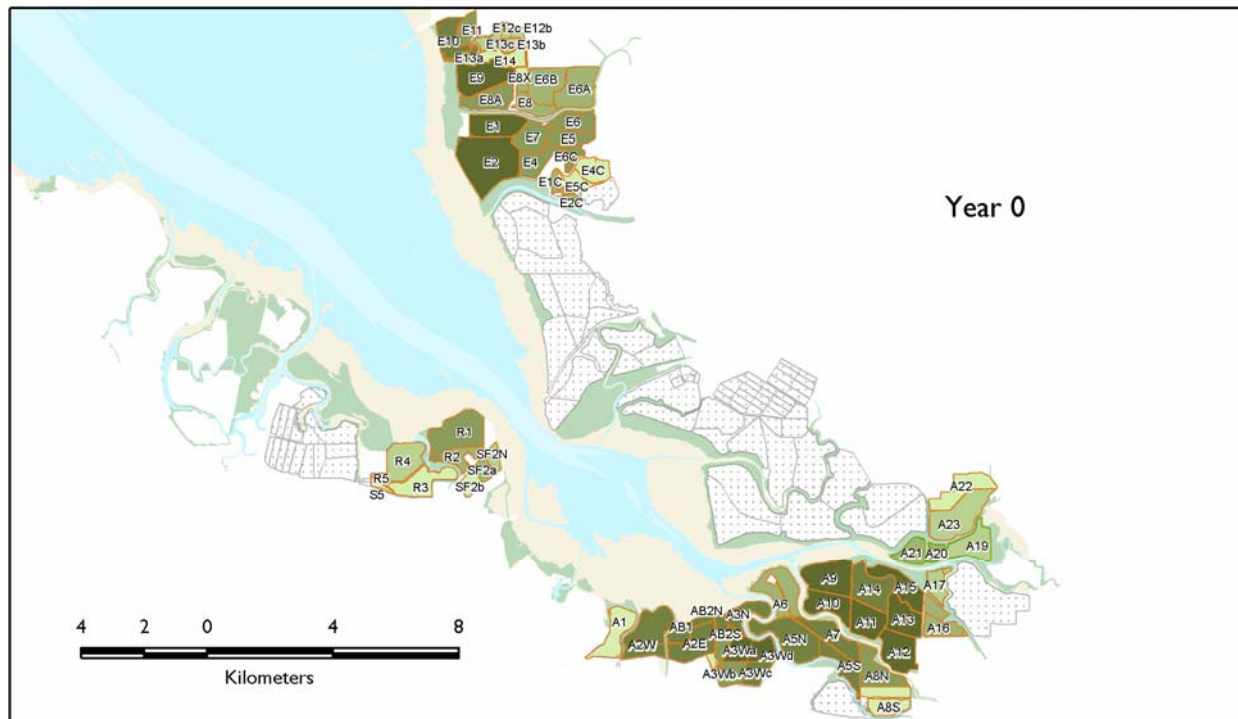 E10 E11 E12c E12b
E13c E13b
E13a E14
E9 E8X E6B E6A
E8A E8
E1 E7 E6
E5
E2 E4 E6C
E4C
E1C E5C
E2C
Year 0
R1
R4 R2 SF2N
SF2a
R5 R3 SF2b
S5
A22
A23
A21 A20 A19
A9 A14 A15 A17
A10 A6
AB2N A3N
A1 AB1 AB2S A11 A13 A16
A2W A2E A5N A7
A3Wa A3Wd A12
A3Wb A3Wc A5S A8N
A8S
4 2 0 4 8
Kilometers